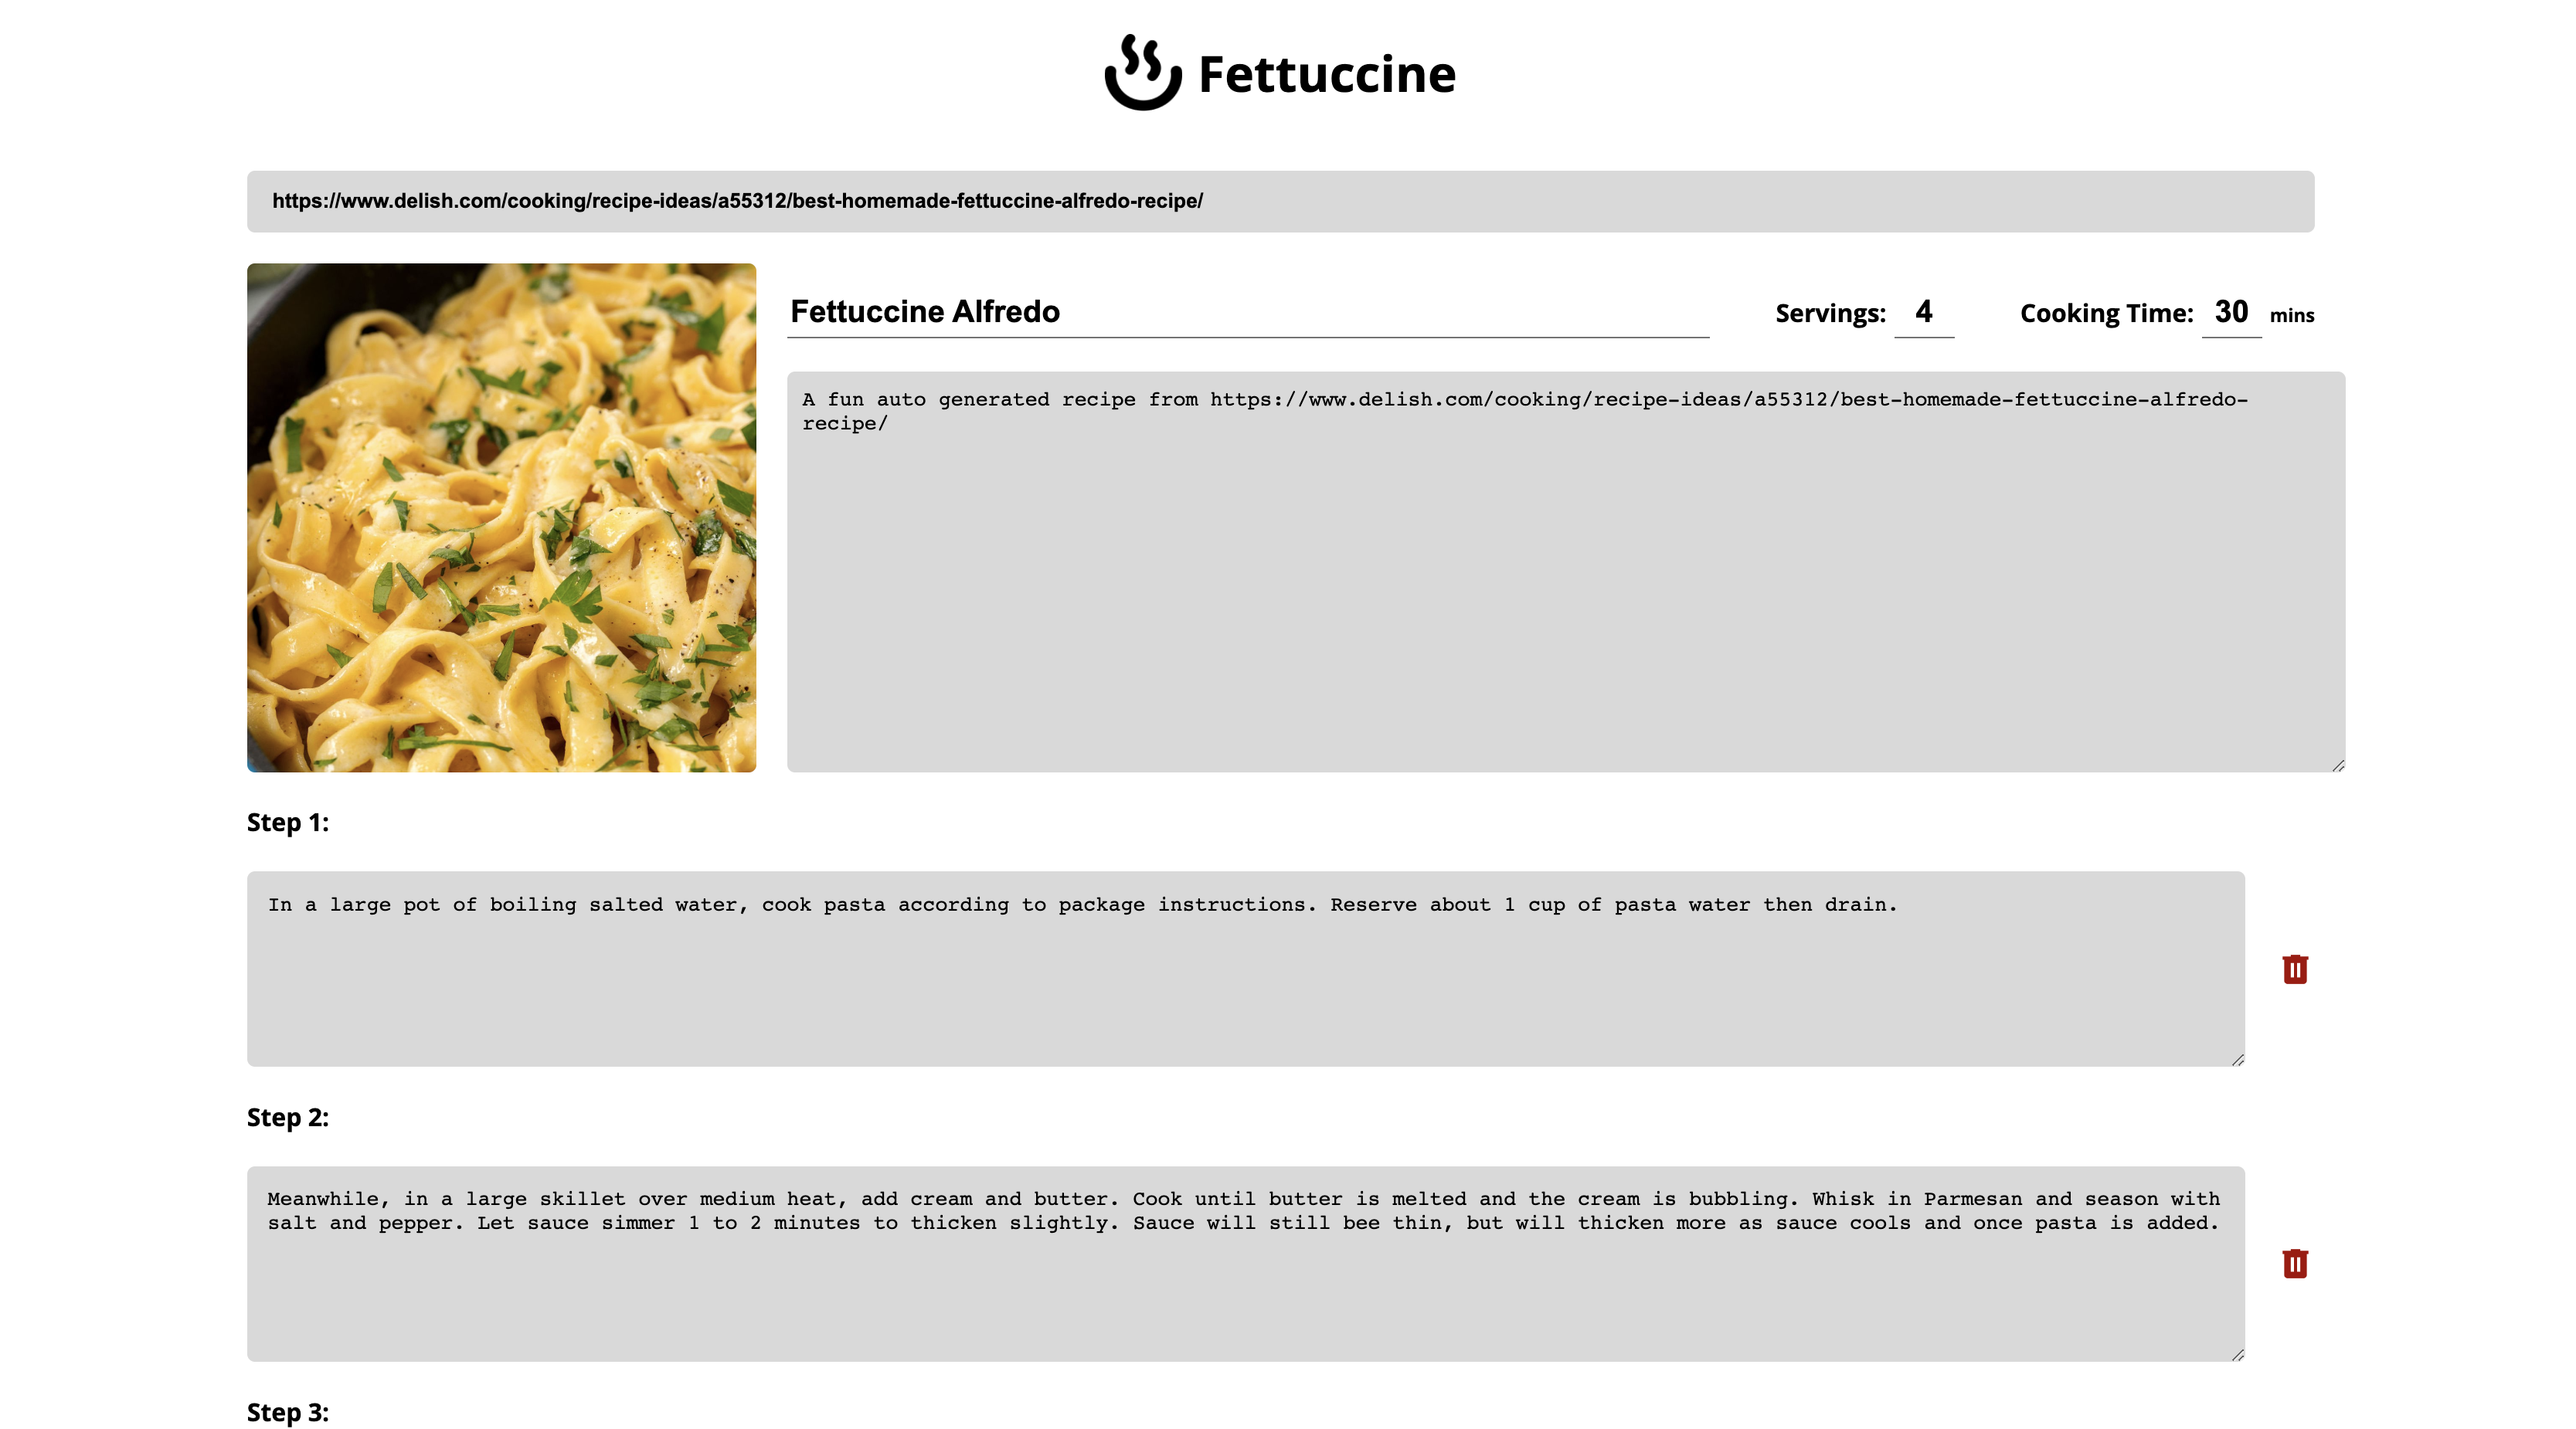 Fettuccine
https://www.delish.com/cooking/recipe-ideas/a55312/best-homemade-fettuccine-alfredo-recipe/
Fettuccine Alfredo
Servings: 4
Cooking Time: 30 mins
A fun auto generated recipe from https://www.delish.com/cooking/recipe-ideas/a55312/best-homemade-fettuccine-alfredo-
recipe/
Step 1:
In a large pot of boiling salted water, cook pasta according to package instructions. Reserve about 1 cup of pasta water then drain.
Step 2:
Meanwhile, in a large skillet over medium heat, add cream and butter. Cook until butter is melted and the cream is bubbling. Whisk in Parmesan and season with
salt and pepper. Let sauce simmer 1 to 2 minutes to thicken slightly. Sauce will still bee thin, but will thicken more as sauce cools and once pasta is added.
Step 3: